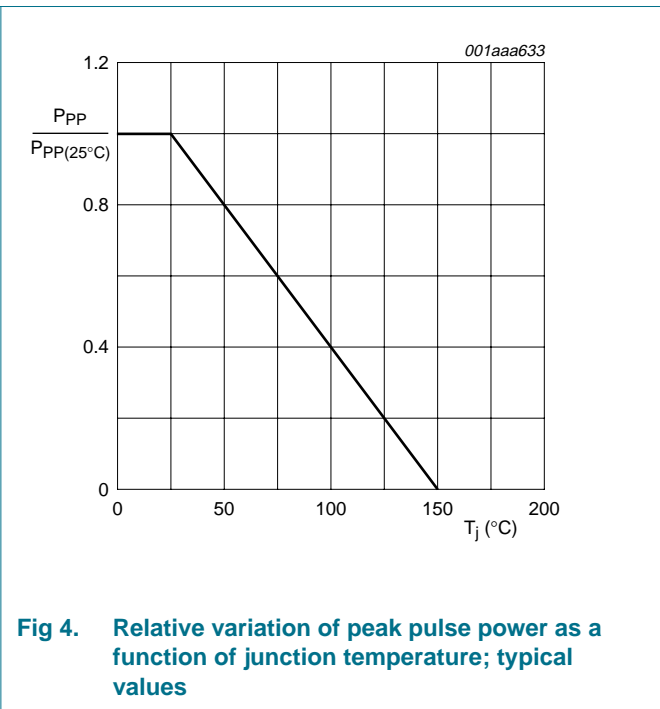 001aaa633
1.2
PPP
PPP(25°C)
0.8
0.4
0
0 50 100 150 200
Tj (°C)
Fig 4. Relative variation of peak pulse power as a
function of junction temperature; typical
values